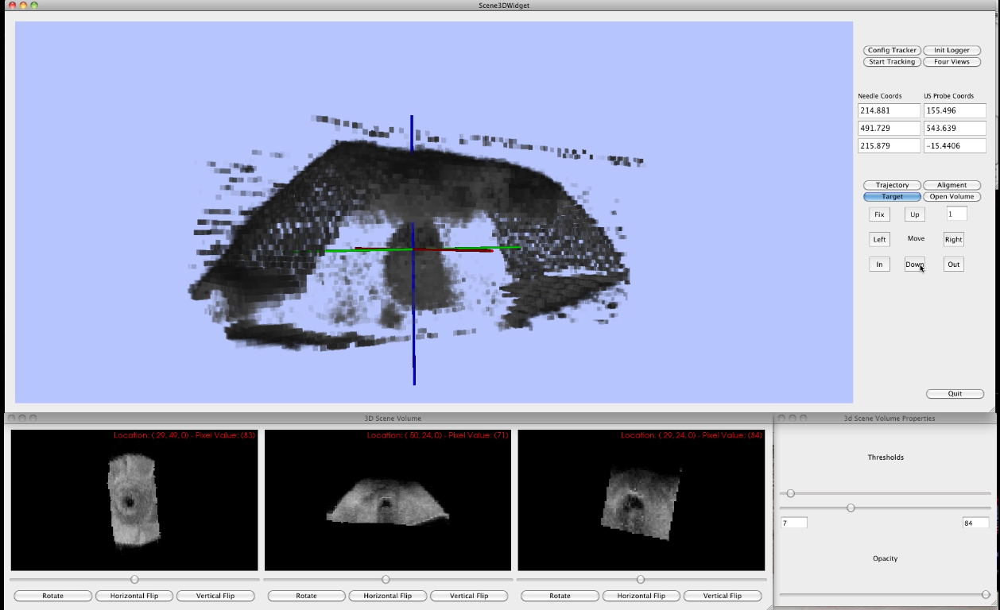 Scene3DWidget
Config Tracker Init Logger
Start Tracking Four Views
Needle Coords US Probe Coords
214.881 155.496
491.729 543.639
215.879 -15.4406
Trajectory Aligment
Target Open Volume
Fix Up 1
Left Move Right
In Down Out
Quit
3D Scene Volume
Location: ( 29, 49, 0) - Pixel Value: (83)
Location: ( 50, 24, 0) - Pixel Value: (71)
Location: ( 29, 24, 0) - Pixel Value: (84)
Rotate Horizontal Flip Vertical Flip
Rotate Horizontal Flip Vertical Flip
Rotate Horizontal Flip Vertical Flip
3d Scene Volume Properties
Thresholds
7 84
Opacity